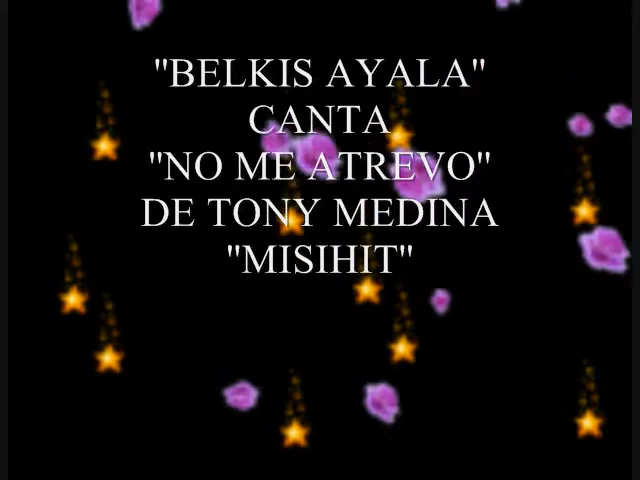 "BELKIS AYALA"
CANTA
"NO ME ATREVO"
DE TONY MEDINA
"MISIHIT"